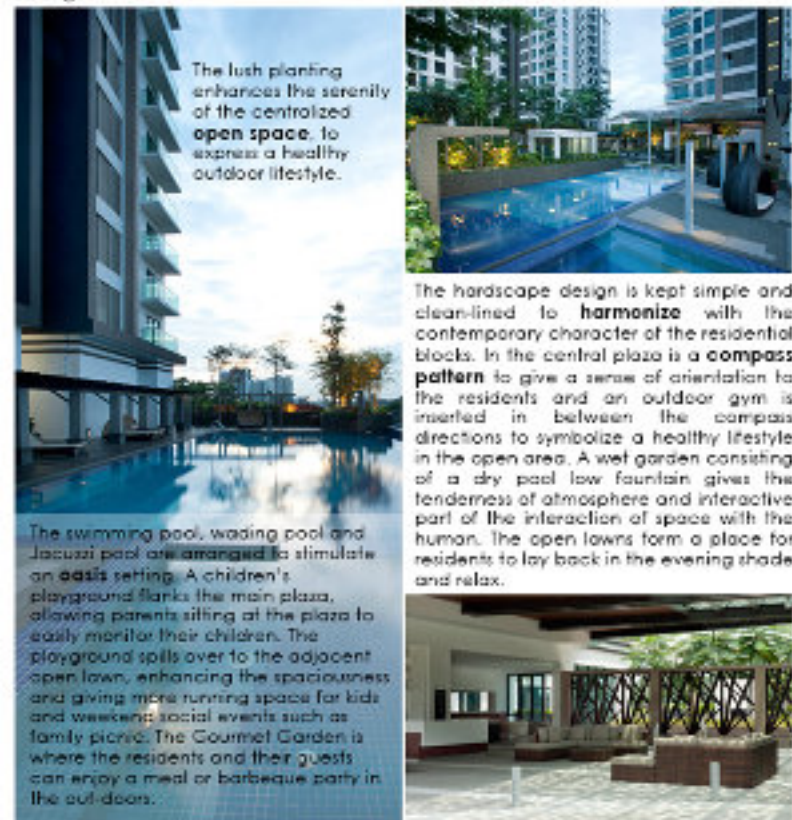 The lush planting
enhances the serenity
of the centralized
open space, to
express a healthy
outdoor lifestyle.
The swimming pool, wading pool and
Jacuzzi pool are arranged to stimulate
an oasis setting. A children's
playground flanks the main plaza,
allowing parents sitting at the plaza to
easily monitor their children. The
playground spills over to the adjacent
open lawn, enhancing the spaciousness
and giving more running space for kids
and weekend social events such as
family picnic. The Gourmet Garden is
where the residents and their guests
can enjoy a meal or barbeque party in
the out-doors.
The hardscape design is kept simple and
clean-lined to harmonize with the
contemporary character of the residential
blocks. In the central plaza is a compass
pattern to give a sense of orientation to
the residents and an outdoor gym is
inserted in between the compass
directions to symbolize a healthy lifestyle
in the open area. A wet garden consisting
of a dry pool low fountain gives the
tenderness of atmosphere and interactive
part of the interaction of space with the
human. The open lawns form a place for
residents to lay back in the evening shade
and relax.